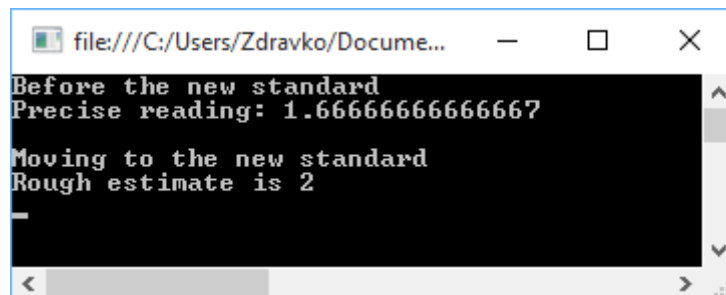 file:///C:/Users/Zdravko/Docume...
Before the new standard
Precise reading: 1.66666666666667
Moving to the new standard
Rough estimate is 2